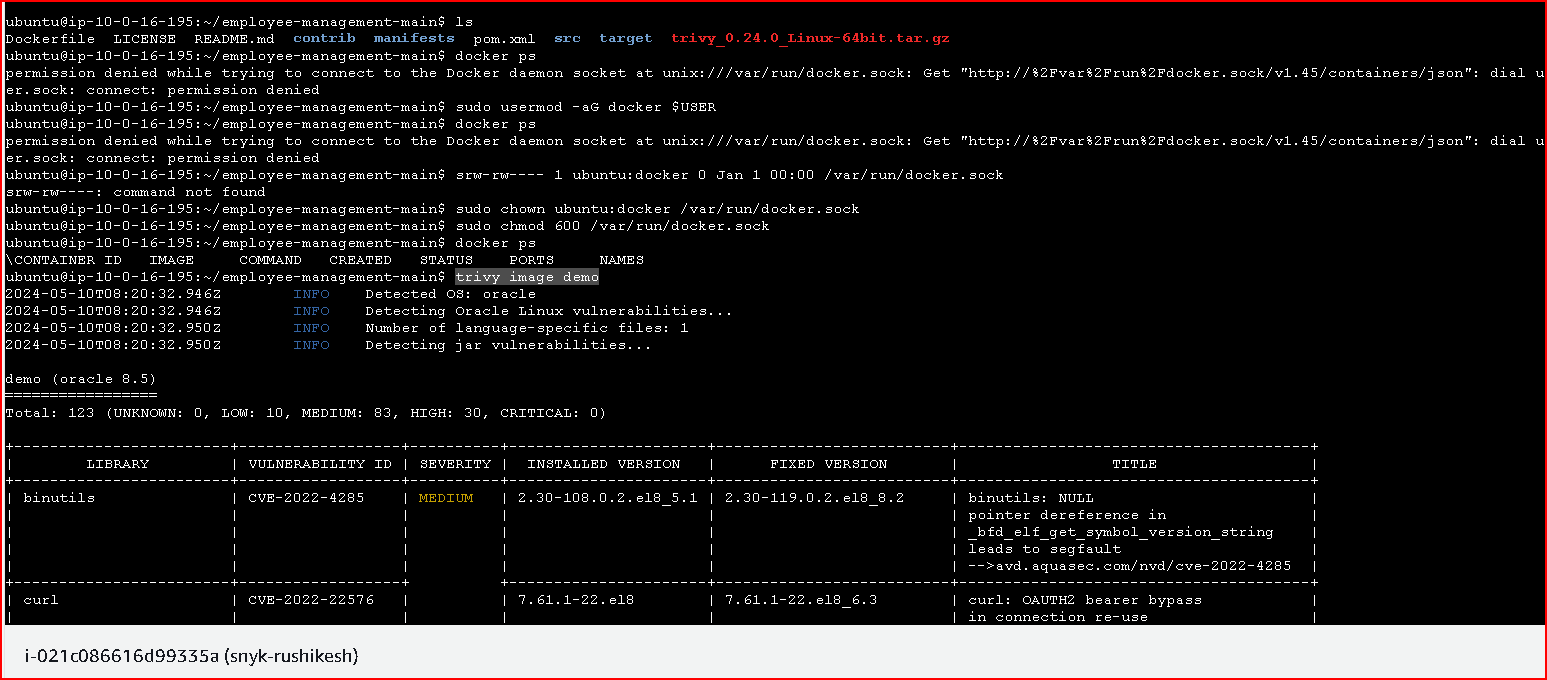 ubuntu@ip-10-0-16-195:~/employee-management-main$ ls
Dockerfile  LICENSE  README.md  contrib  manifests  pom.xml  src  target  trivy_0.24.0_Linux-64bit.tar.gz
ubuntu@ip-10-0-16-195:~/employee-management-main$ docker ps
permission denied while trying to connect to the Docker daemon socket at unix:///var/run/docker.sock: Get "http://%2Fvar%2Frun%2Fdocker.sock/v1.45/containers/json": dial u
er.sock: connect: permission denied
ubuntu@ip-10-0-16-195:~/employee-management-main$ sudo usermod -aG docker $USER
ubuntu@ip-10-0-16-195:~/employee-management-main$ docker ps
permission denied while trying to connect to the Docker daemon socket at unix:///var/run/docker.sock: Get "http://%2Fvar%2Frun%2Fdocker.sock/v1.45/containers/json": dial u
er.sock: connect: permission denied
ubuntu@ip-10-0-16-195:~/employee-management-main$ srw-rw---- 1 ubuntu:docker 0 Jan 1 00:00 /var/run/docker.sock
srw-rw----: command not found
ubuntu@ip-10-0-16-195:~/employee-management-main$ sudo chown ubuntu:docker /var/run/docker.sock
ubuntu@ip-10-0-16-195:~/employee-management-main$ sudo chmod 600 /var/run/docker.sock
ubuntu@ip-10-0-16-195:~/employee-management-main$ docker ps
\CONTAINER ID   IMAGE     COMMAND   CREATED   STATUS    PORTS     NAMES
ubuntu@ip-10-0-16-195:~/employee-management-main$ trivy image demo
2024-05-10T08:20:32.946Z        INFO    Detected OS: oracle
2024-05-10T08:20:32.946Z        INFO    Detecting Oracle Linux vulnerabilities...
2024-05-10T08:20:32.950Z        INFO    Number of language-specific files: 1
2024-05-10T08:20:32.950Z        INFO    Detecting jar vulnerabilities...
demo (oracle 8.5)
=================
Total: 123 (UNKNOWN: 0, LOW: 10, MEDIUM: 83, HIGH: 30, CRITICAL: 0)
| LIBRARY | VULNERABILITY ID | SEVERITY | INSTALLED VERSION | FIXED VERSION | TITLE |
| binutils | CVE-2022-4285 | MEDIUM | 2.30-108.0.2.el8_5.1 | 2.30-119.0.2.el8_8.2 | binutils: NULL |
| pointer dereference in |
| _bfd_elf_get_symbol_version_string |
| leads to segfault |
| -->avd.aquasec.com/nvd/cve-2022-4285 |
| curl | CVE-2022-22576 | | 7.61.1-22.el8 | 7.61.1-22.el8_6.3 | curl: OAUTH2 bearer bypass |
| in connection re-use |
i-021c086616d99335a (snyk-rushikesh)